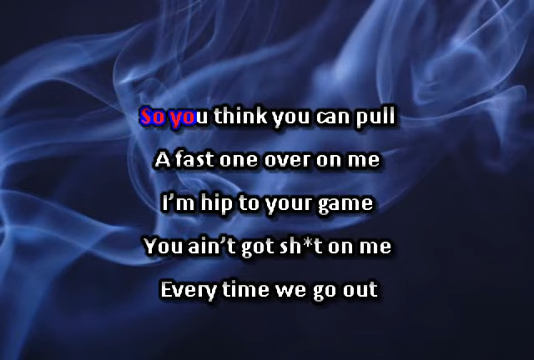 So you think you can pull
A fast one over on me
I'm hip to your game
You ain't got sh*t on me
Every time we go out